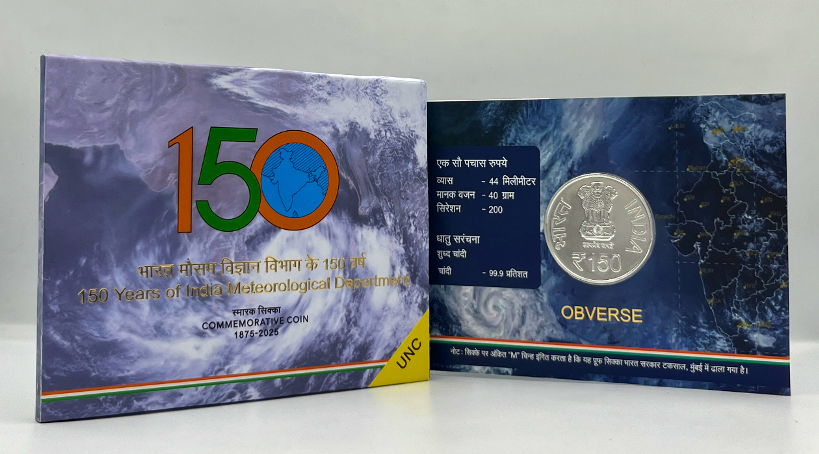 150
भारत मौसम विज्ञान विभाग के 150 वर्ष
150 Years of India Meteorological Department
स्मारक सिक्का
COMMEMORATIVE COIN
1875-2025
UNC
एक सौ पचास रुपये
व्यास - 44 मिलीमीटर
मानक वजन - 40 ग्राम
सिरेशन - 200
धातु सरंचना
शुध्द चांदी
चांदी - 99.9 प्रतिशत
भारत INDIA
सत्यमेव जयते
₹150
OBVERSE
नोट: सिक्के पर अंकित "M" चिन्ह इंगित करता है कि यह प्रूफ सिक्का भारत सरकार टकसाल, मुंबई में ढाला गया है।